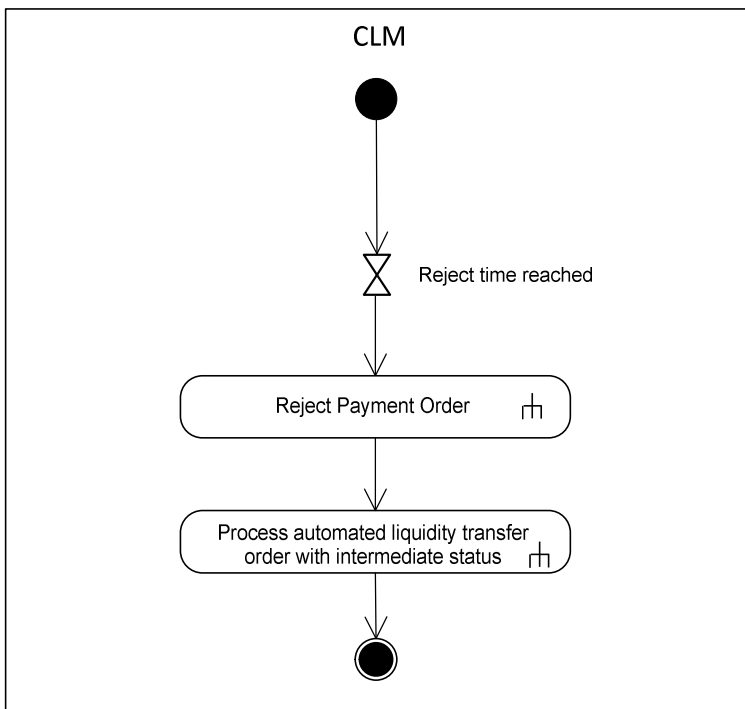 CLM
Reject time reached
Reject Payment Order
Process automated liquidity transfer
order with intermediate status